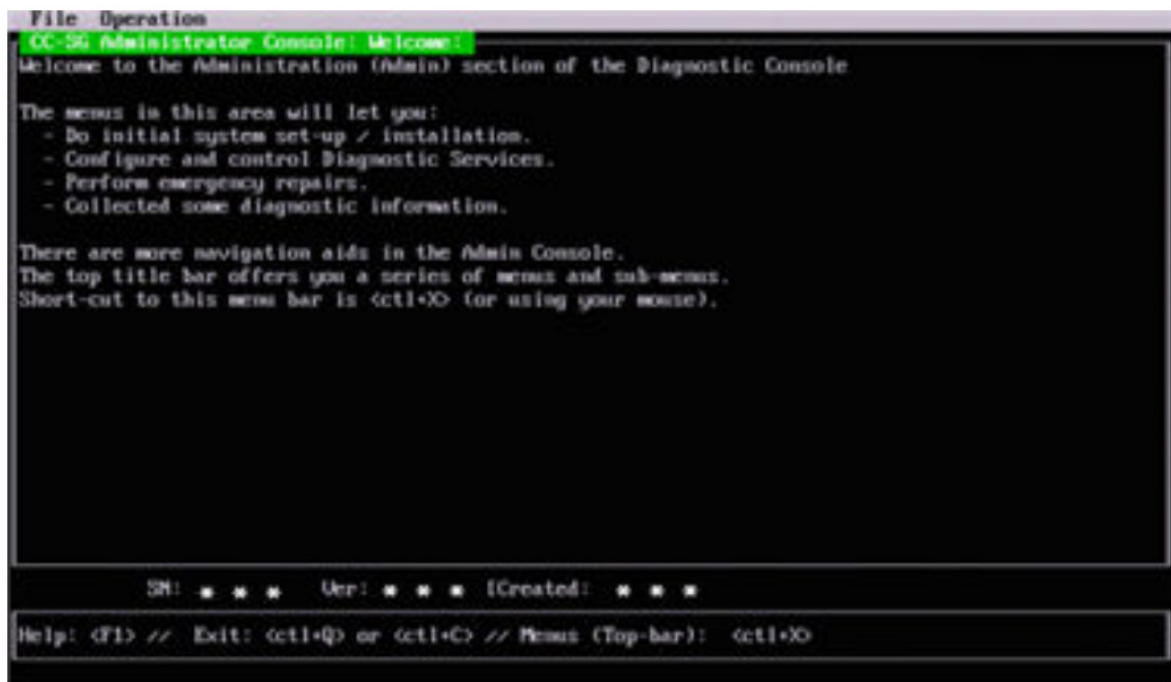 File Operation
CC-SG Administrator Console: Welcome:
Welcome to the Administration (Admin) section of the Diagnostic Console
The menus in this area will let you:
- Do initial system set-up / installation.
- Configure and control Diagnostic Services.
- Perform emergency repairs.
- Collected some diagnostic information.
There are more navigation aids in the Admin Console.
The top title bar offers you a series of menus and sub-menus.
Short-cut to this menu bar is <ctl+X> (or using your mouse).
SN: * * * Ver: * * * [Created: * * *
Help: <F1> // Exit: <ctl+Q> or <ctl+C> // Menus (Top-bar): <ctl+X>